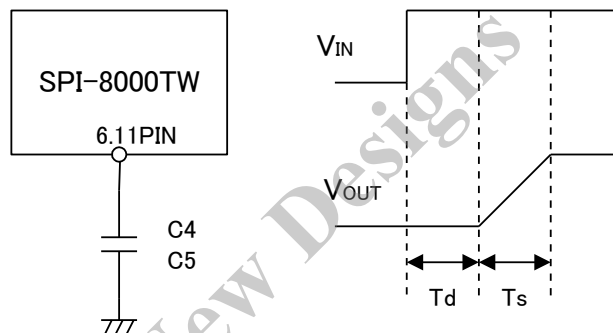 SPI-8000TW
6.11PIN
C4
C5
VIN
VOUT
Td
Ts
New Designs